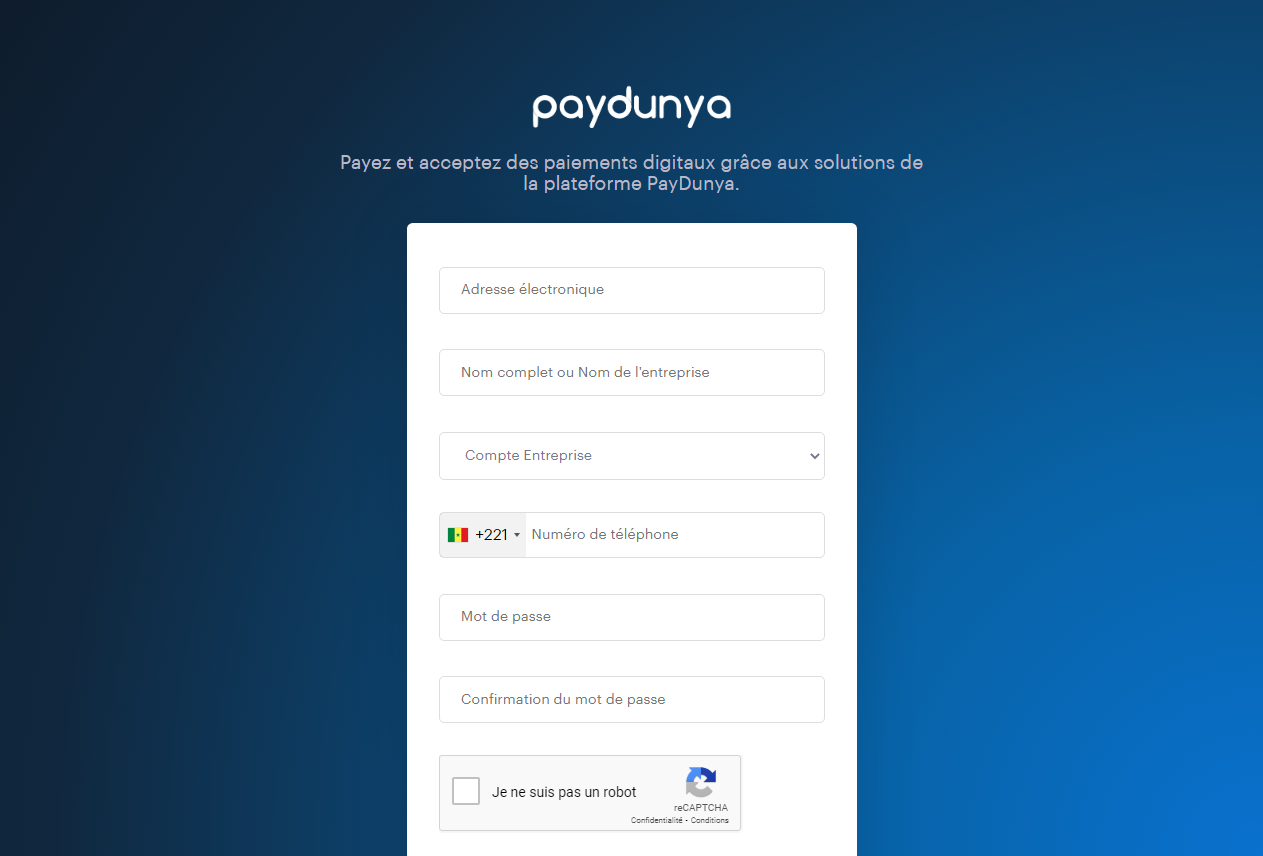 paydunya
Payez et acceptez des paiements digitaux grâce aux solutions de
la plateforme PayDunya.
Adresse électronique
Nom complet ou Nom de l'entreprise
Compte Entreprise
+221 Numéro de téléphone
Mot de passe
Confirmation du mot de passe
Je ne suis pas un robot
reCAPTCHA
Confidentialité - Conditions